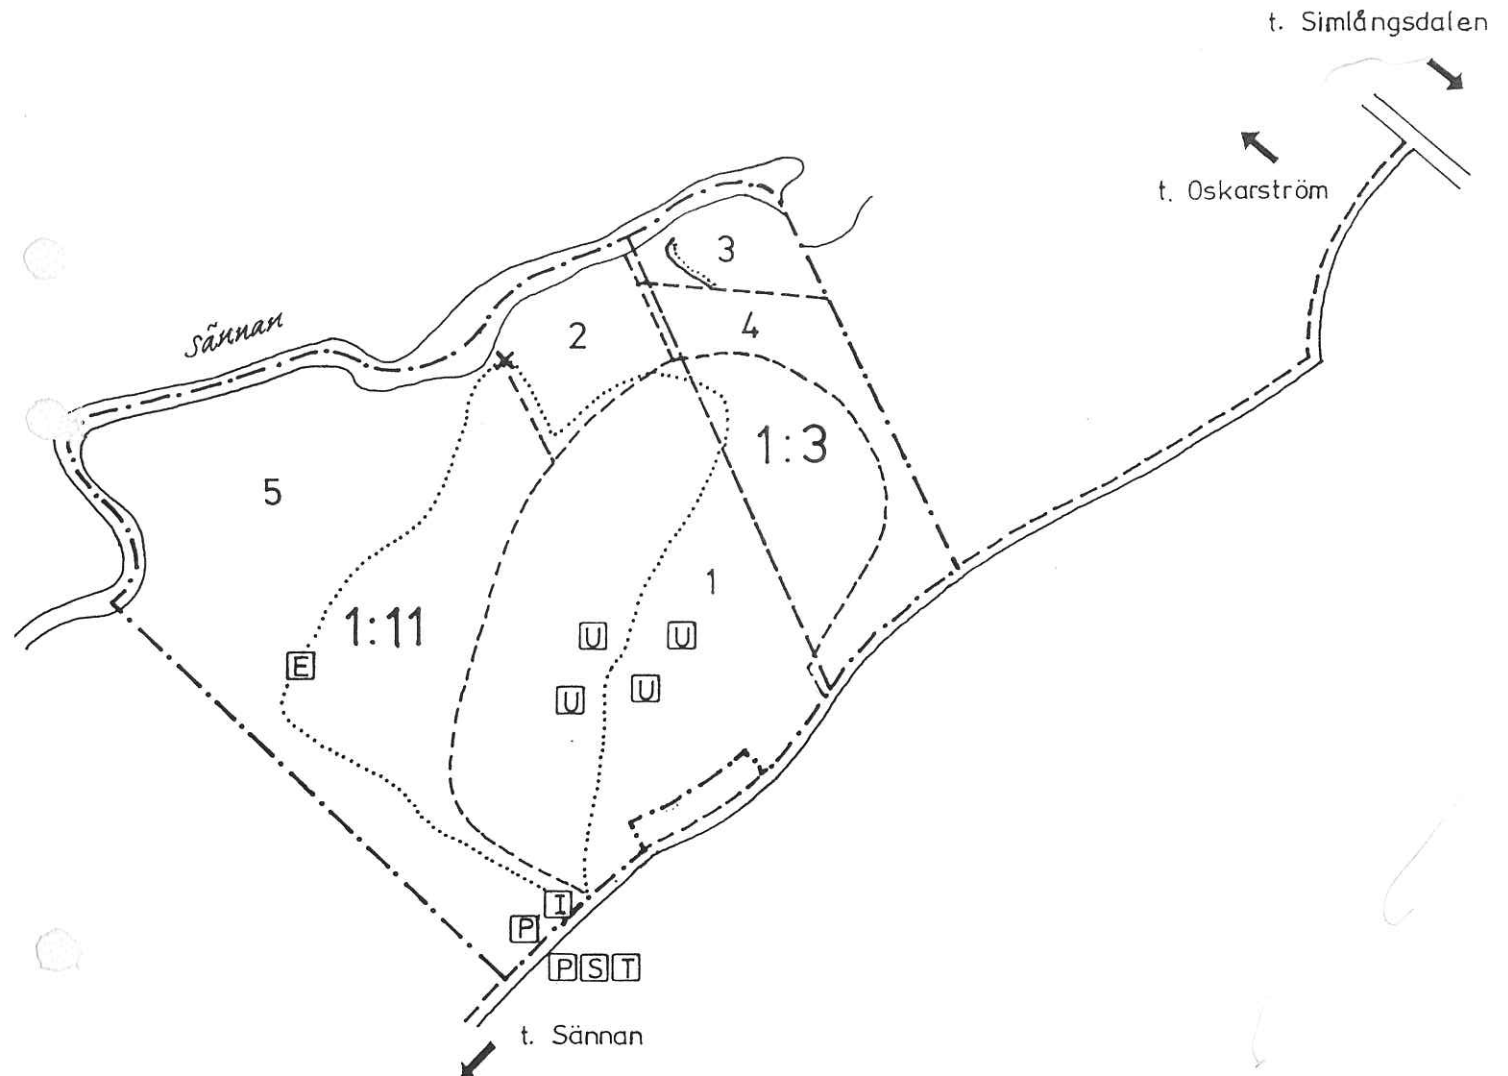 t. Simlångsdalen
t. Oskarström
3
Sännan
2
4
1:3
5
1
1:11
U U
E
U U
I
P
P S T
t. Sännan